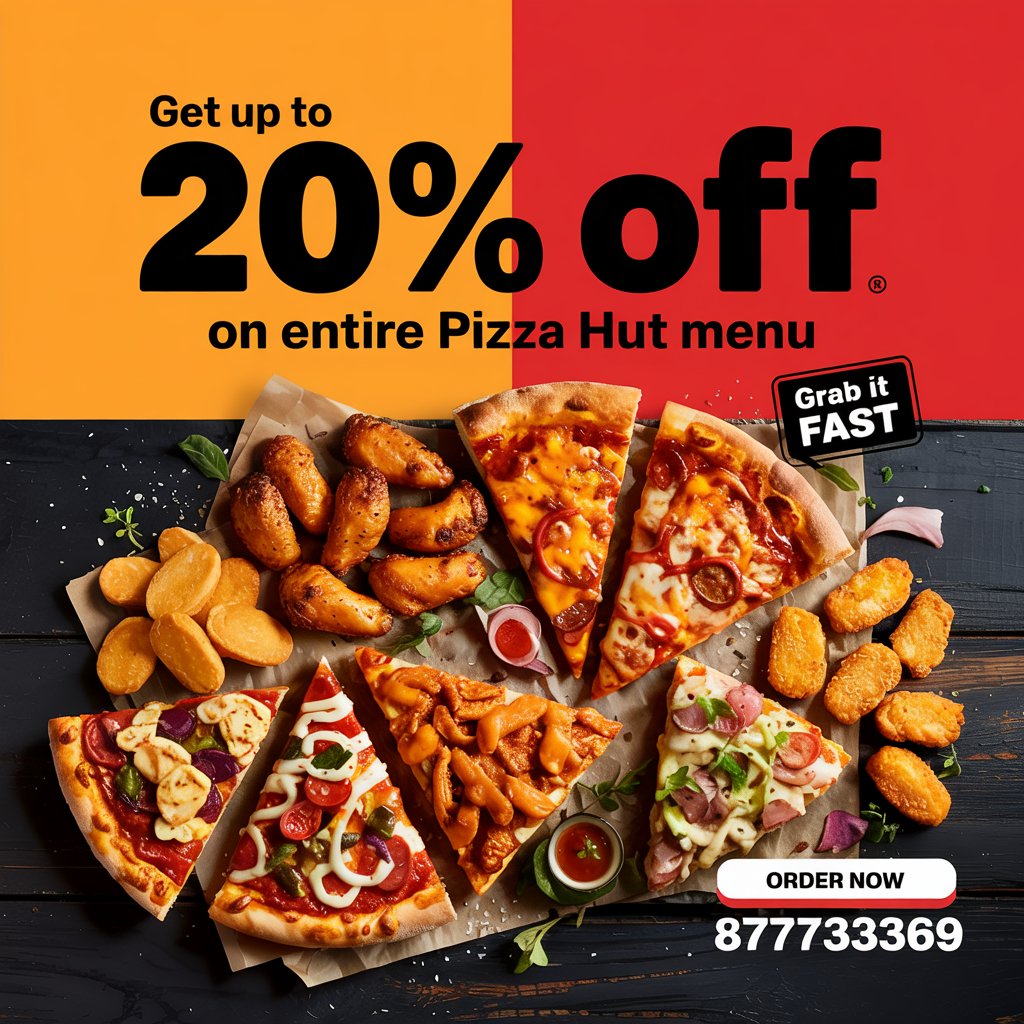 Get up to
20% off®
on entire Pizza Hut menu
Grab it
FAST
ORDER NOW
877733369